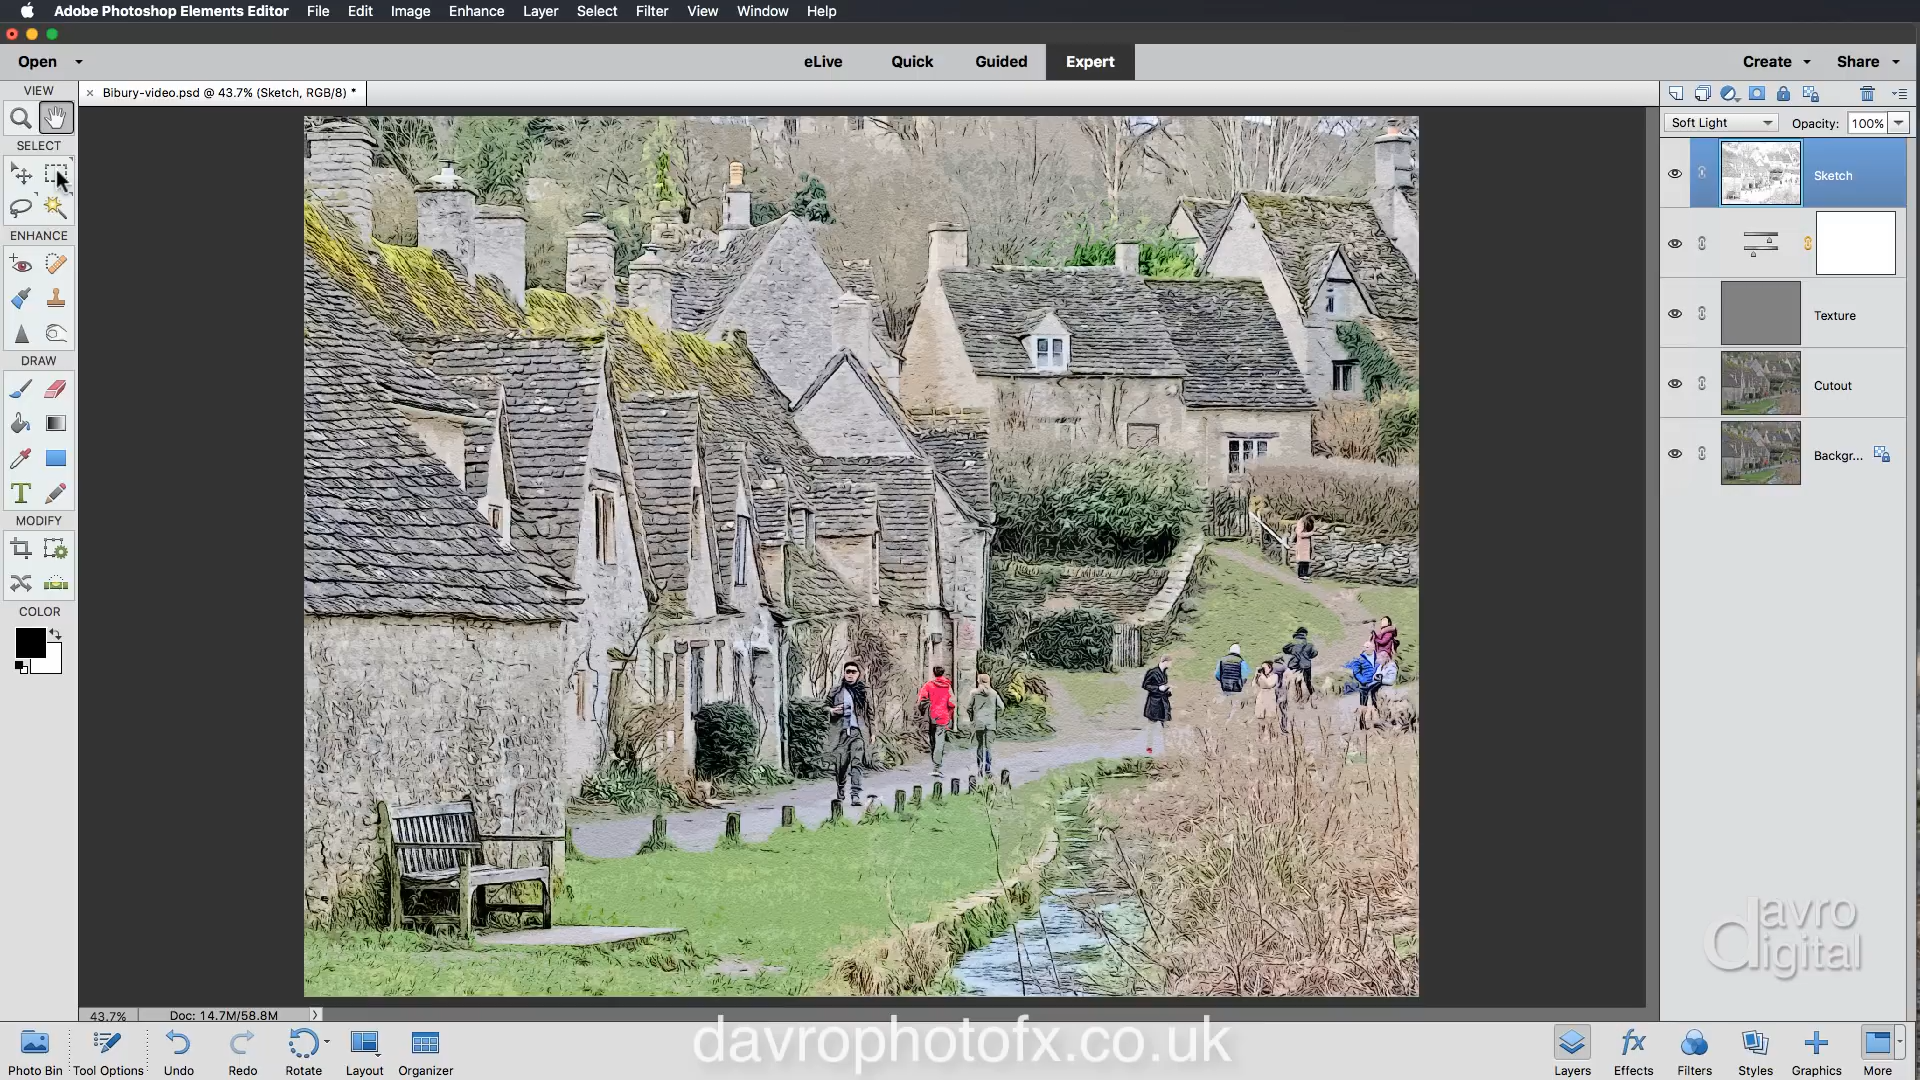 Adobe Photoshop Elements Editor File Edit Image Enhance Layer Select Filter View Window Help
Open eLive Quick Guided Expert Create Share
VIEW × Bibury-video.psd @ 43.7% (Sketch, RGB/8) *
Soft Light Opacity: 100%
SELECT
Sketch
ENHANCE
Texture
DRAW
Cutout
Backgr...
T
MODIFY
COLOR
davro
digital
43.7% Doc: 14.7M/58.8M
davrophotofx.co.uk
Photo Bin Tool Options Undo Redo Rotate Layout Organizer Layers Effects Filters Styles Graphics More